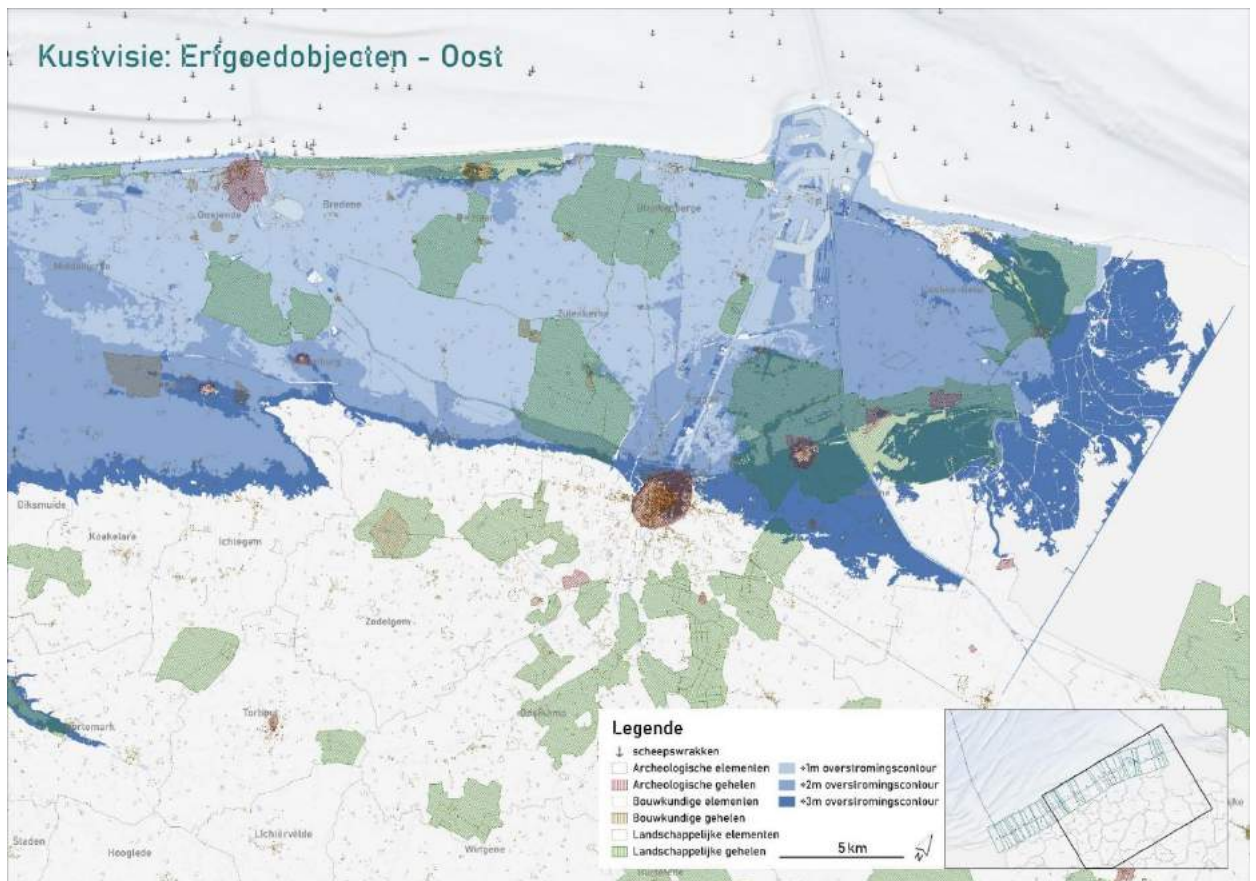 Kustvisie: Erfgoedobjecten - Oost
Bredene
Oostende
Blankenberge
Zuienkerke
Diksmuide
Koekelare
Ichtegem
Zedelgem
Torhout
Lichtervelde
Staden
Hooglede
Wingene
Legende
scheepswrakken
Archeologische elementen
Archeologische gehelen
Bouwkundige elementen
Bouwkundige gehelen
Landschappelijke elementen
Landschappelijke gehelen
+1m overstromingscontour
+2m overstromingscontour
+3m overstromingscontour
5 km
N